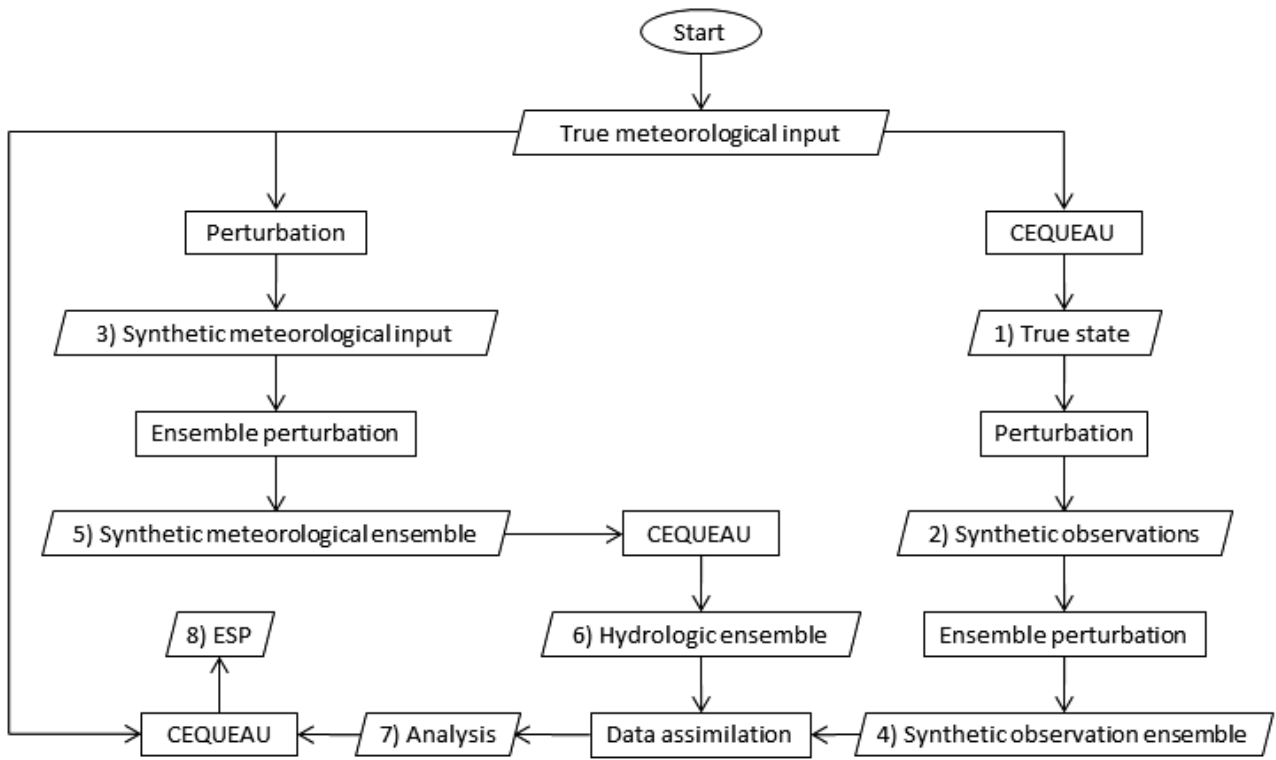 Start
True meteorological input
Perturbation
CEQUEAU
3) Synthetic meteorological input
1) True state
Ensemble perturbation
Perturbation
5) Synthetic meteorological ensemble
CEQUEAU
2) Synthetic observations
8) ESP
6) Hydrologic ensemble
Ensemble perturbation
CEQUEAU
7) Analysis
Data assimilation
4) Synthetic observation ensemble